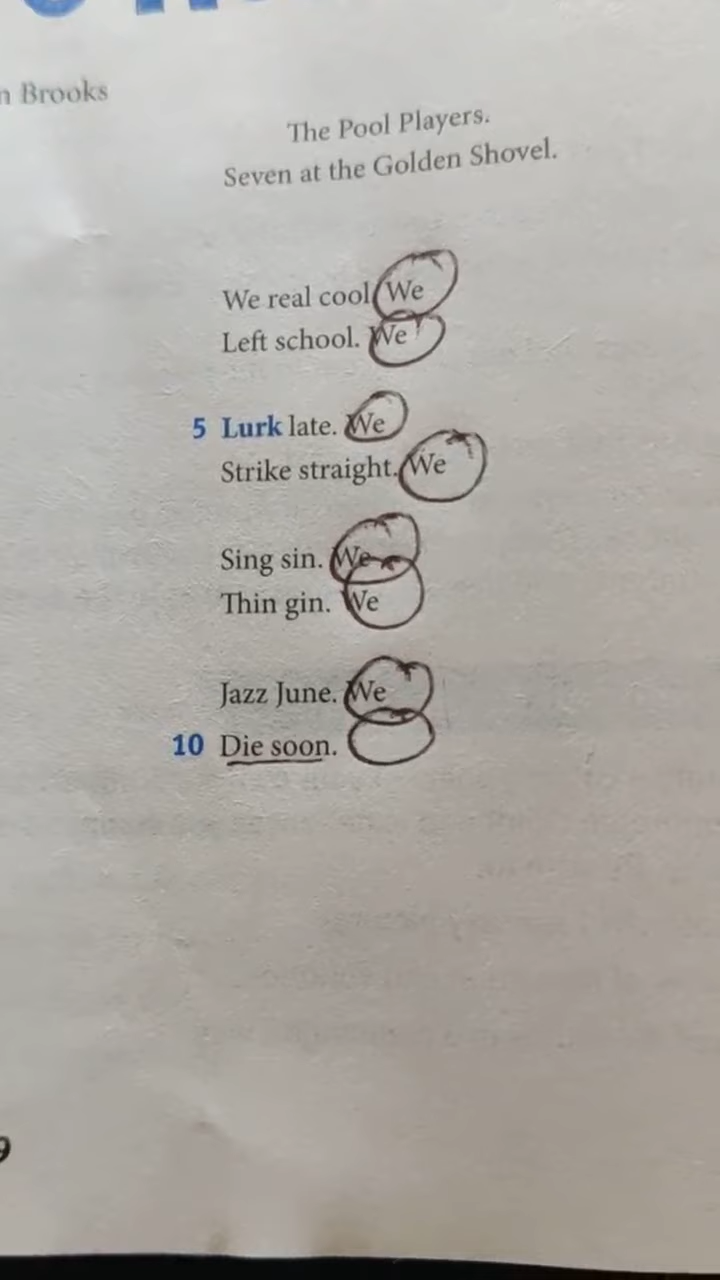 n Brooks
The Pool Players.
Seven at the Golden Shovel.
We real cool. We
Left school. We
5 Lurk late. We
Strike straight. We
Sing sin. We
Thin gin. We
Jazz June. We
10 Die soon.
9